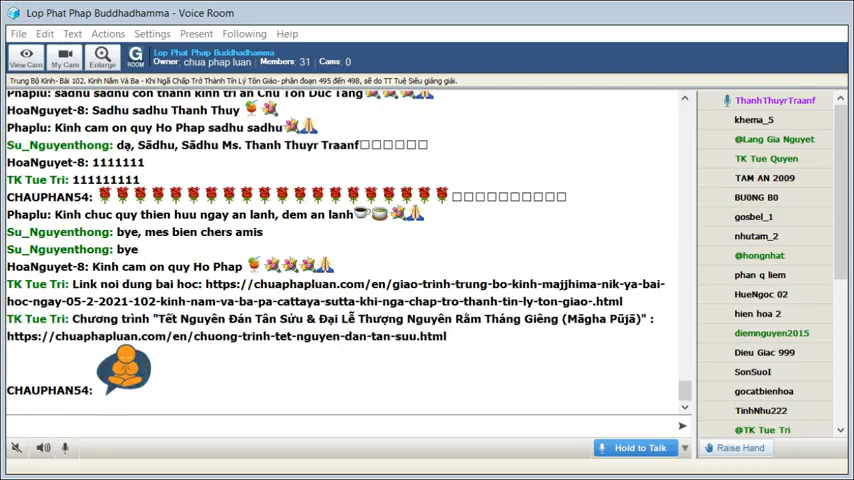 Lop Phat Phap Buddhadhamma - Voice Room
File Edit Text Actions Settings Present Following Help
View Cam My Cam Enlarge G ROOM
Lop Phat Phap Buddhadhamma
Owner: chua phap luan Members: 31 Cams: 0
Trung Bộ Kinh- Bài 102. Kinh Năm Và Ba - Khi Ngã Chấp Trở Thành Tín Lý Tôn Giáo- phân đoạn 495 đến 498, sẽ do TT Tuệ Siêu giảng giải.
Phaplu: sadhu sadhu con thanh kinh tri an Chu Ton Duc Tang
HoaNguyet-8: Sadhu sadhu Thanh Thuy
Phaplu: Kinh cam on quy Ho Phap sadhu sadhu
Su_Nguyenthong: dạ, Sādhu, Sādhu Ms. Thanh Thuyr Traanf□□□□□□
HoaNguyet-8: 1111111
TK Tue Tri: 111111111
CHAUPHAN54: □□□□□□□□□□
Phaplu: Kinh chuc quy thien huu ngay an lanh, dem an lanh
Su_Nguyenthong: bye, mes bien chers amis
Su_Nguyenthong: bye
HoaNguyet-8: Kinh cam on quy Ho Phap
TK Tue Tri: Link noi dung bai hoc: https://chuaphapluan.com/en/giao-trinh-trung-bo-kinh-majjhima-nik-ya-bai-
hoc-ngay-05-2-2021-102-kinh-nam-va-ba-pa-cattaya-sutta-khi-nga-chap-tro-thanh-tin-ly-ton-giao-.html
TK Tue Tri: Chương trình "Tết Nguyên Đán Tân Sửu & Đại Lễ Thượng Nguyên Rằm Tháng Giêng (Māgha Pūjā)" :
https://chuaphapluan.com/en/chuong-trinh-tet-nguyen-dan-tan-suu.html
CHAUPHAN54:
ThanhThuyrTraanf
khema_5
@Lang Gia Nguyet
TK Tue Quyen
TAM AN 2009
BU0NG B0
gosbel_1
nhutam_2
@hongnhat
phan q liem
HueNgoc 02
hien hoa 2
diemnguyen2015
Dieu Giac 999
SonSuoI
gocatbienhoa
TinhNhu222
@TK Tue Tri
Hold to Talk
Raise Hand